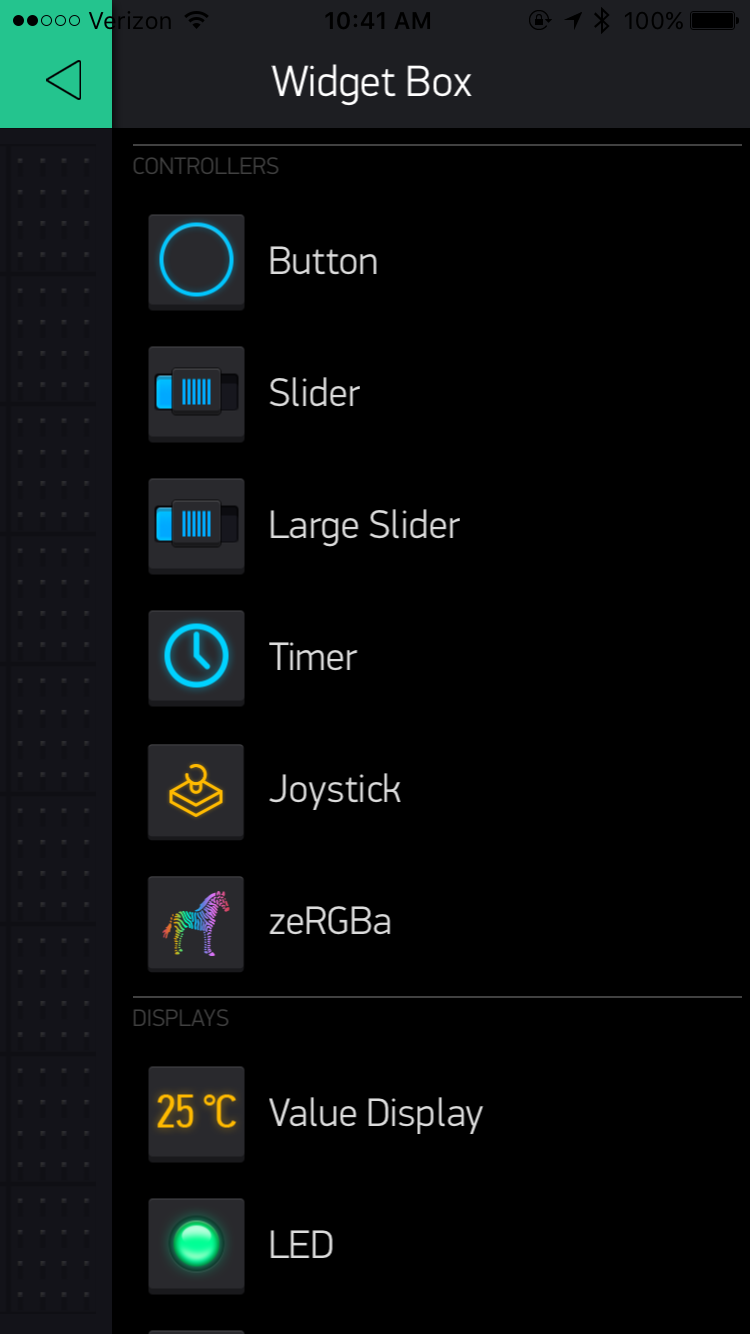 Verizon 10:41 AM 100%
Widget Box
CONTROLLERS
Button
Slider
Large Slider
Timer
Joystick
zeRGBa
DISPLAYS
25 °C Value Display
LED